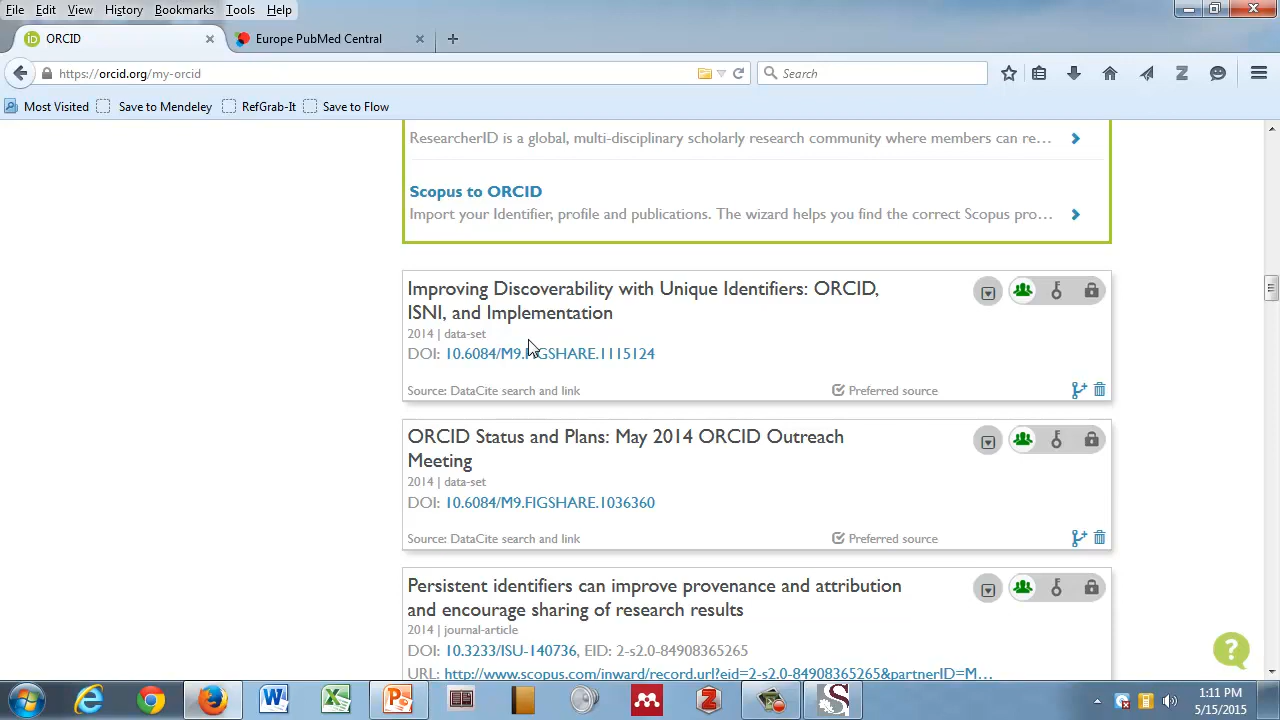 File Edit View History Bookmarks Tools Help
iD ORCID × Europe PubMed Central × +
https://orcid.org/my-orcid Search Z
Most Visited Save to Mendeley RefGrab-It Save to Flow
ResearcherID is a global, multi-disciplinary scholarly research community where members can re…
Scopus to ORCID
Import your Identifier, profile and publications. The wizard helps you find the correct Scopus pro…
Improving Discoverability with Unique Identifiers: ORCID,
ISNI, and Implementation
2014 | data-set
DOI: 10.6084/M9.FIGSHARE.1115124
Source: DataCite search and link Preferred source
ORCID Status and Plans: May 2014 ORCID Outreach
Meeting
2014 | data-set
DOI: 10.6084/M9.FIGSHARE.1036360
Source: DataCite search and link Preferred source
Persistent identifiers can improve provenance and attribution
and encourage sharing of research results
2014 | journal-article
DOI: 10.3233/ISU-140736, EID: 2-s2.0-84908365265
URL: http://www.scopus.com/inward/record.url?eid=2-s2.0-84908365265&partnerID=M…
?
1:11 PM
5/15/2015